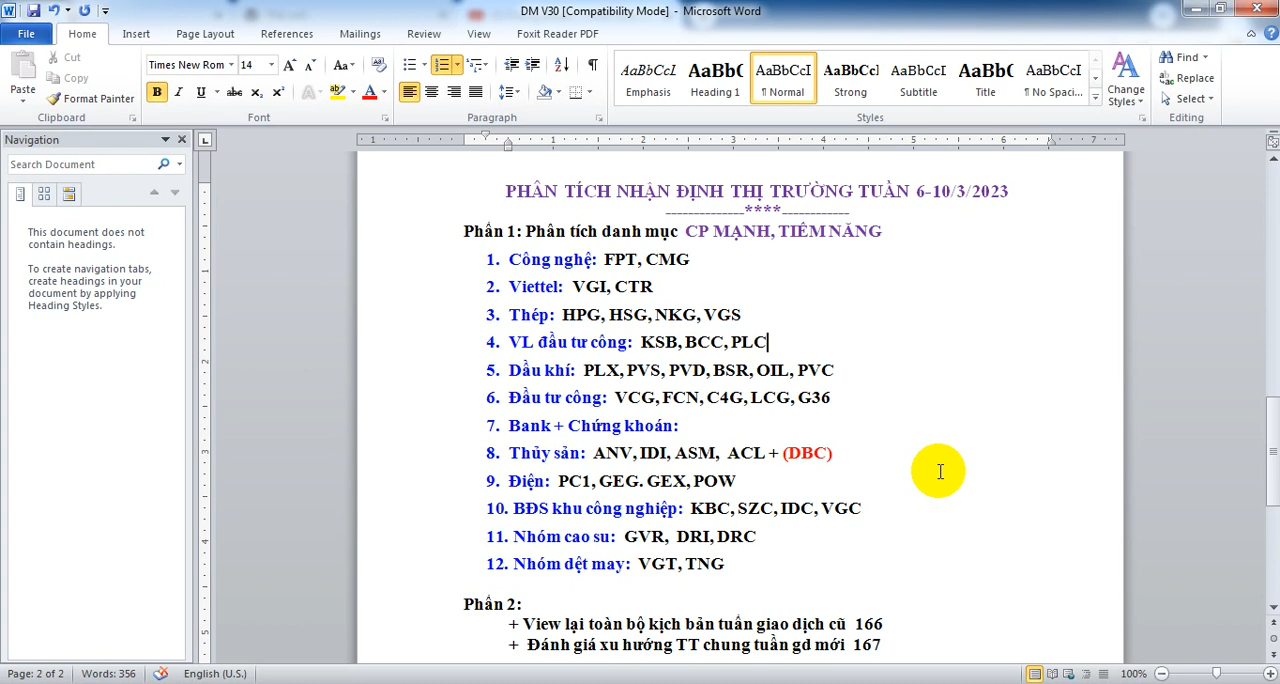 DM V30 [Compatibility Mode] - Microsoft Word
File Home Insert Page Layout References Mailings Review View Foxit Reader PDF
Paste
Cut
Copy
Format Painter
Clipboard
Times New Rom 14
Font
Paragraph
AaBbCcI Emphasis
AaBb( Heading 1
AaBbCcI ¶ Normal
AaBbCc] Strong
AaBbCcI Subtitle
AaBb( Title
AaBbCcI ¶ No Spaci...
Change Styles
Styles
Find
Replace
Select
Editing
Navigation
Search Document
This document does not
contain headings.
To create navigation tabs,
create headings in your
document by applying
Heading Styles.
PHÂN TÍCH NHẬN ĐỊNH THỊ TRƯỜNG TUẦN 6-10/3/2023
--------------****------------
Phần 1: Phân tích danh mục CP MẠNH, TIỀM NĂNG
1. Công nghệ: FPT, CMG
2. Viettel: VGI, CTR
3. Thép: HPG, HSG, NKG, VGS
4. VL đầu tư công: KSB, BCC, PLC
5. Dầu khí: PLX, PVS, PVD, BSR, OIL, PVC
6. Đầu tư công: VCG, FCN, C4G, LCG, G36
7. Bank + Chứng khoán:
8. Thủy sản: ANV, IDI, ASM, ACL + (DBC)
9. Điện: PC1, GEG. GEX, POW
10. BĐS khu công nghiệp: KBC, SZC, IDC, VGC
11. Nhóm cao su: GVR, DRI, DRC
12. Nhóm dệt may: VGT, TNG
Phần 2:
+ View lại toàn bộ kịch bản tuần giao dịch cũ 166
+ Đánh giá xu hướng TT chung tuần gd mới 167
Page: 2 of 2 Words: 356 English (U.S.) 100%